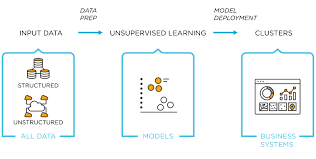 DATA
PREP
MODEL
DEPLOYMENT
INPUT DATA
UNSUPERVISED LEARNING
CLUSTERS
STRUCTURED
UNSTRUCTURED
ALL DATA
MODELS
BUSINESS
SYSTEMS